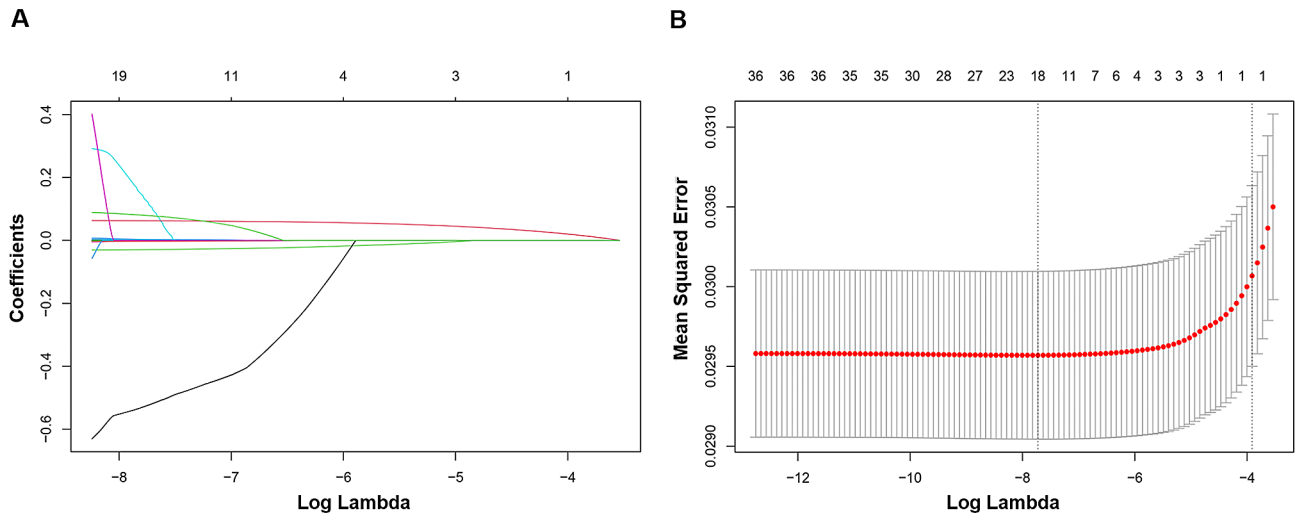 A
19 11 4 3 1
0.4
0.2
0.0
−0.2
−0.4
−0.6
Coefficients
−8 −7 −6 −5 −4
Log Lambda
B
36 36 36 35 35 30 28 27 23 18 11 7 6 4 3 3 3 1 1 1
0.0310
0.0305
0.0300
0.0295
0.0290
Mean Squared Error
−12 −10 −8 −6 −4
Log Lambda